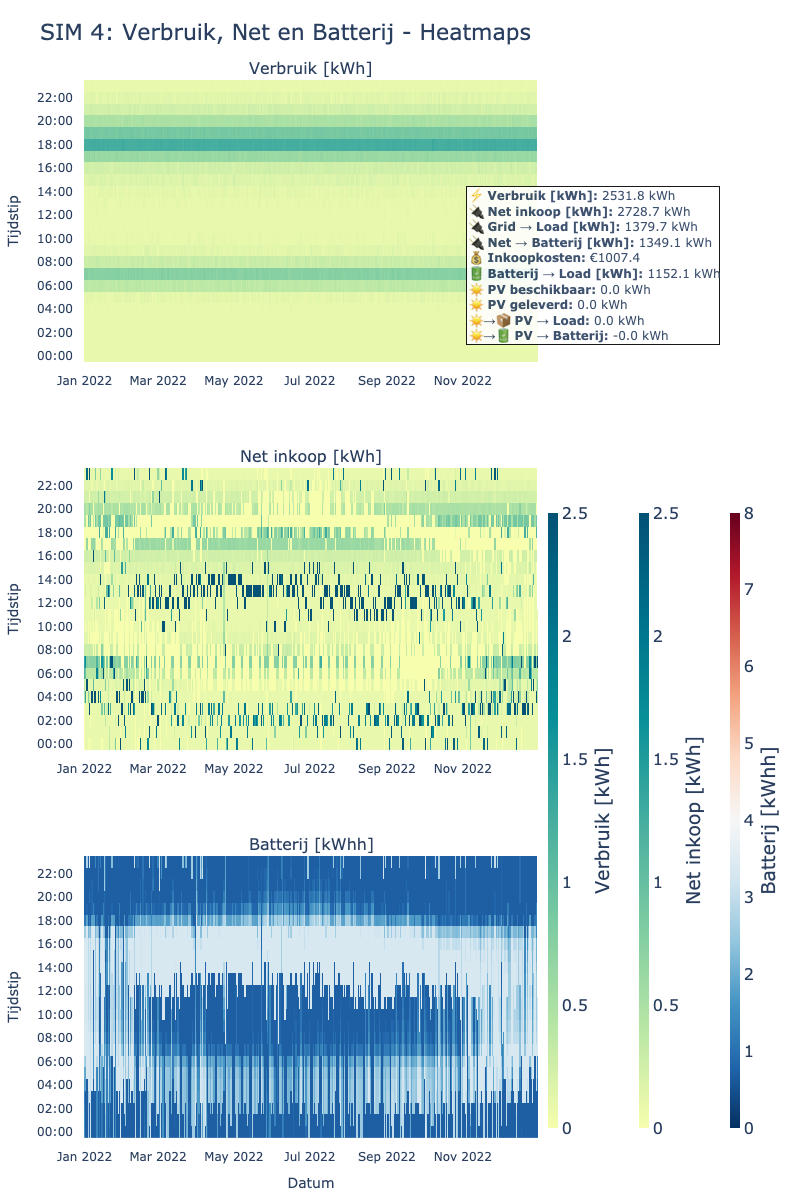 SIM 4: Verbruik, Net en Batterij - Heatmaps
Verbruik [kWh]
22:00
20:00
18:00
16:00
14:00
12:00
10:00
08:00
06:00
04:00
02:00
00:00
Tijdstip
Jan 2022 Mar 2022 May 2022 Jul 2022 Sep 2022 Nov 2022
⚡ Verbruik [kWh]: 2531.8 kWh
🔌 Net inkoop [kWh]: 2728.7 kWh
🔌 Grid → Load [kWh]: 1379.7 kWh
🔌 Net → Batterij [kWh]: 1349.1 kWh
💰 Inkoopkosten: €1007.4
🔋 Batterij → Load [kWh]: 1152.1 kWh
☀️ PV beschikbaar: 0.0 kWh
☀️ PV geleverd: 0.0 kWh
☀️→📦 PV → Load: 0.0 kWh
☀️→🔋 PV → Batterij: -0.0 kWh
Net inkoop [kWh]
22:00
20:00
18:00
16:00
14:00
12:00
10:00
08:00
06:00
04:00
02:00
00:00
Tijdstip
Jan 2022 Mar 2022 May 2022 Jul 2022 Sep 2022 Nov 2022
Batterij [kWhh]
22:00
20:00
18:00
16:00
14:00
12:00
10:00
08:00
06:00
04:00
02:00
00:00
Tijdstip
Jan 2022 Mar 2022 May 2022 Jul 2022 Sep 2022 Nov 2022
Datum
2.5
2
1.5
1
0.5
0
Verbruik [kWh]
2.5
2
1.5
1
0.5
0
Net inkoop [kWh]
8
7
6
5
4
3
2
1
0
Batterij [kWhh]